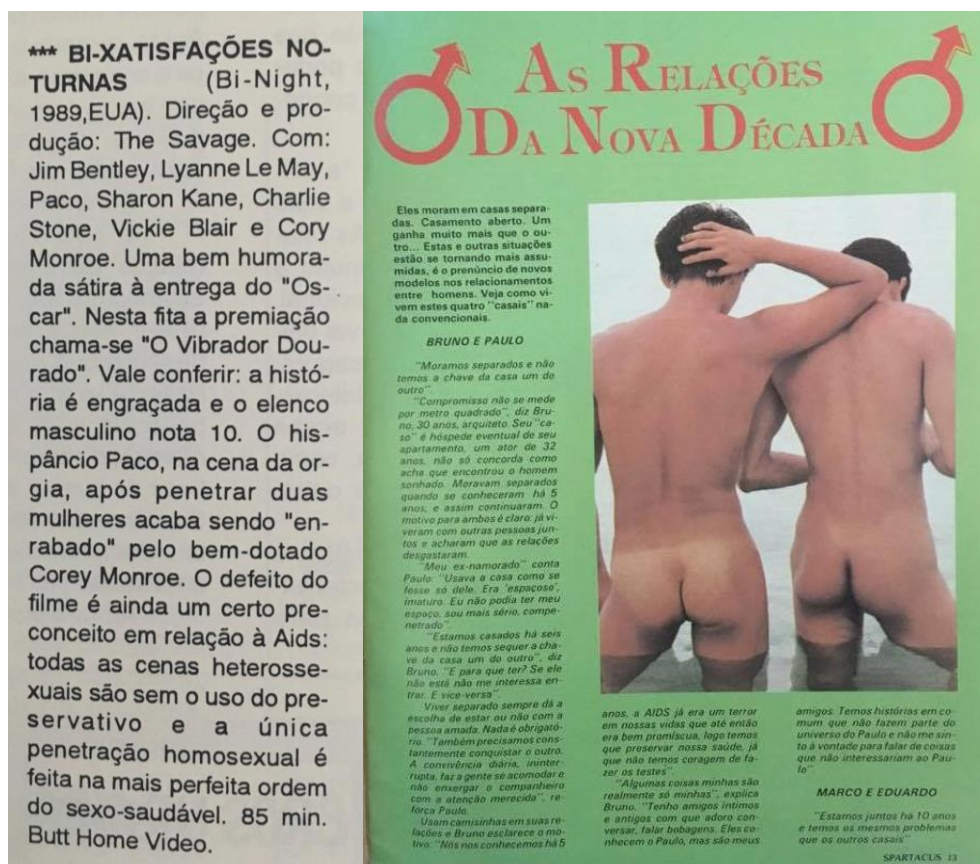 *** BI-XATISFAÇÕES NO-
TURNAS (Bi-Night,
1989,EUA). Direção e pro-
dução: The Savage. Com:
Jim Bentley, Lyanne Le May,
Paco, Sharon Kane, Charlie
Stone, Vickie Blair e Cory
Monroe. Uma bem humora-
da sátira à entrega do "Os-
car". Nesta fita a premiação
chama-se "O Vibrador Dou-
rado". Vale conferir: a histó-
ria é engraçada e o elenco
masculino nota 10. O his-
pâncio Paco, na cena da or-
gia, após penetrar duas
mulheres acaba sendo "en-
rabado" pelo bem-dotado
Corey Monroe. O defeito do
filme é ainda um certo pre-
conceito em relação à Aids:
todas as cenas heterosse-
xuais são sem o uso do pre-
servativo e a única
penetração homosexual é
feita na mais perfeita ordem
do sexo-saudável. 85 min.
Butt Home Video.
AS RELAÇÕES
DA NOVA DÉCADA
Eles moram em casas separa-
das. Casamento aberto. Um
ganha muito mais que o ou-
tro... Estas e outras situações
estão se tornando mais assu-
midas, é o prenúncio de novos
modelos nos relacionamentos
entre homens. Veja como vi-
vem estes quatro "casais" na-
da convencionais.
BRUNO E PAULO
"Moramos separados e não
temos a chave da casa um do
outro".
"Compromisso não se mede
por metro quadrado", diz Bru-
no, 30 anos, arquiteto. Seu "ca-
so" é hóspede eventual de seu
apartamento, um ator de 32
anos, não só concorda como
acha que encontrou o homem
sonhado. Moravam separados
quando se conheceram há 5
anos, e assim continuaram. O
motivo para ambos é claro, já vi-
veram com outras pessoas jun-
tos e acharam que as relações
desgastaram.
"Meu ex-namorado" conta
Paulo: "Usava a casa como se
fosse só dele. Era 'espaçoso',
imaturo. Eu não podia ter meu
espaço, sou mais sério, compe-
netrado".
"Estamos casados há seis
anos e não temos sequer a cha-
ve da casa um do outro", diz
Bruno. "E para que ter? Se ele
não está não me interessa en-
trar. E vice-versa".
Viver separado sempre dá a
escolha de estar ou não com a
pessoa amada. Nada é obrigató-
rio. "Também precisamos cons-
tantemente conquistar o outro.
A convivência diária, ininter-
rupta, faz a gente se acomodar e
não enxergar o companheiro
com a atenção merecida", re-
força Paulo.
Usam camisinhas em suas re-
lações e Bruno esclarece o mo-
tivo: "Nós nos conhecemos há 5
anos, a AIDS já era um terror
em nossas vidas que até então
era bem promíscua, logo temos
que preservar nossa saúde, já
que não temos coragem de fa-
zer os testes".
"Algumas coisas minhas são
realmente só minhas", explica
Bruno. "Tenho amigos íntimos
e antigos com que adoro con-
versar, falar bobagens. Eles co-
nhecem o Paulo, mas são meus
amigos. Temos histórias em co-
mum que não fazem parte do
universo do Paulo e não me sin-
to à vontade para falar de coisas
que não interessariam ao Pau-
lo".
MARCO E EDUARDO
"Estamos juntos há 10 anos
e temos os mesmos problemas
que os outros casais"
SPARTACUS 13